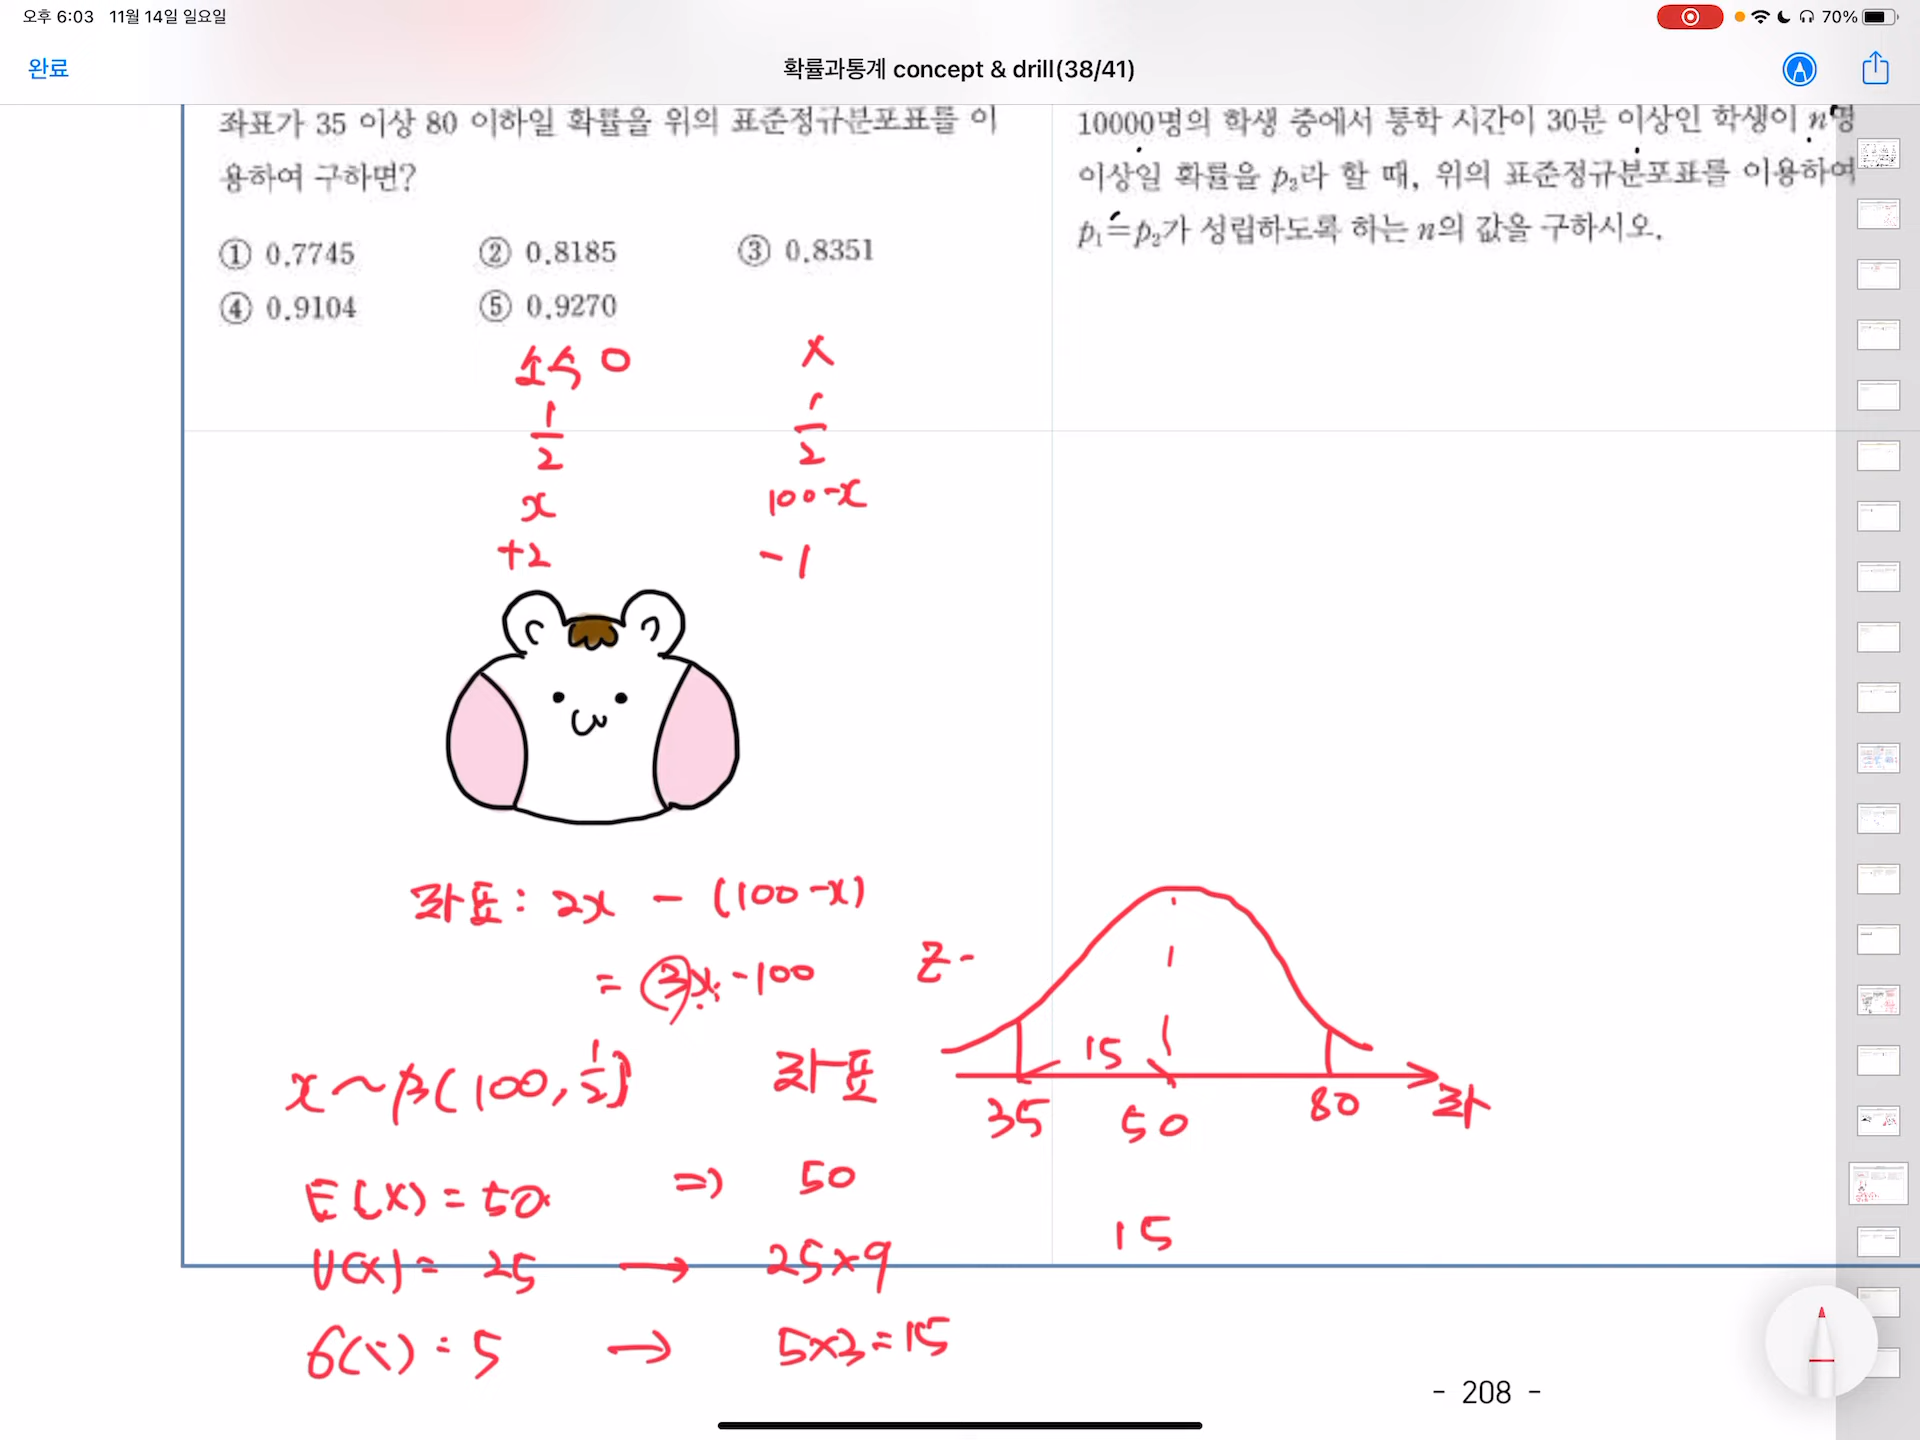 오후 6:03 11월 14일 일요일
70%
완료
확률과통계 concept & drill(38/41)
좌표가 35 이상 80 이하일 확률을 위의 표준정규분포표를 이
용하여 구하면?
① 0.7745 ② 0.8185 ③ 0.8351
④ 0.9104 ⑤ 0.9270
10000명의 학생 중에서 통학 시간이 30분 이상인 학생이 n명
이상일 확률을 p₂라 할 때, 위의 표준정규분포표를 이용하여
p₁=p₂가 성립하도록 하는 n의 값을 구하시오.
소수 O X
1/2 1/2
x 100-x
+2 -1
좌표: 2x - (100-x)
= 3x-100
Z-
15
35 50 80 좌
x~B(100, 1/2) 좌표
E(X) = 50 ⇒ 50
15
V(X) = 25 → 25×9
σ(x) = 5 → 5×3=15
- 208 -